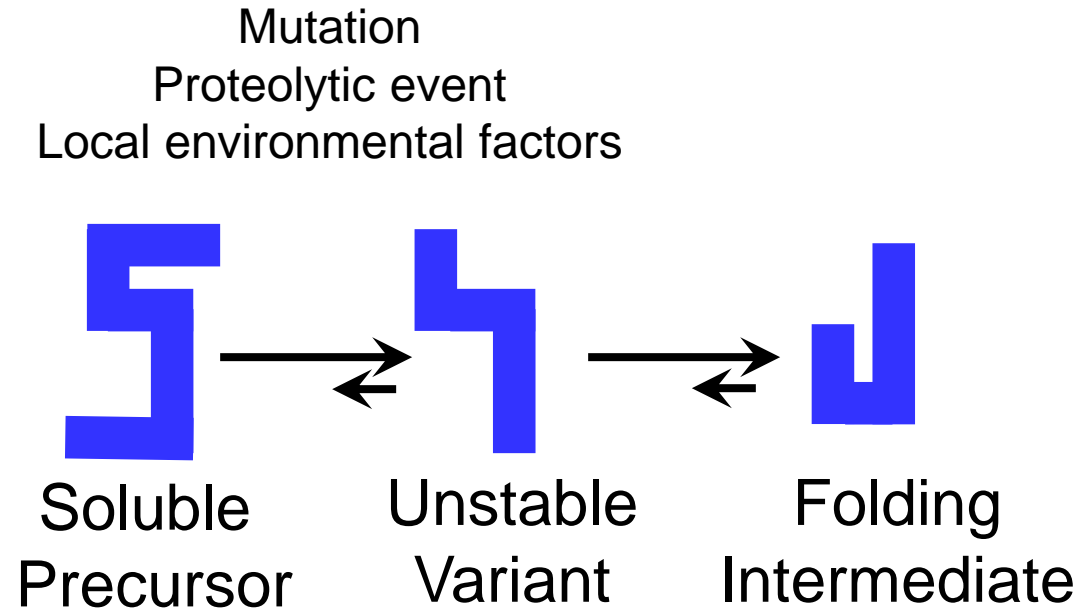 Mutation
Proteolytic event
Local environmental factors
Soluble
Precursor
Unstable
Variant
Folding
Intermediate